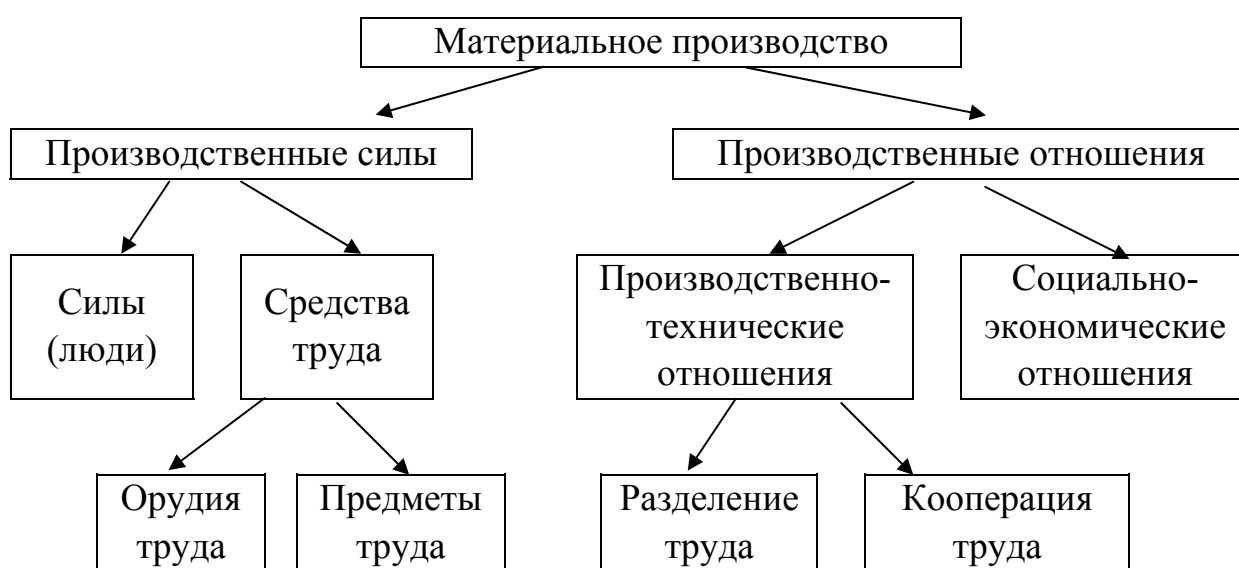 Материальное производство
Производственные силы
Производственные отношения
Силы
(люди)
Средства
труда
Производственно-
технические
отношения
Социально-
экономические
отношения
Орудия
труда
Предметы
труда
Разделение
труда
Кооперация
труда